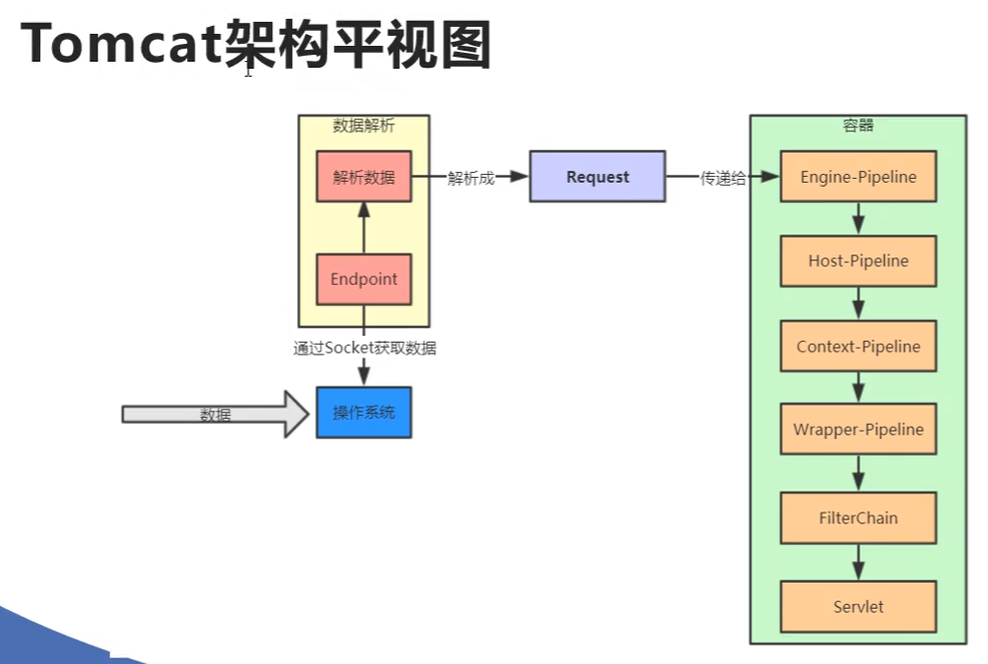 Tomcat架构平视图
数据解析
解析数据
解析成
Request
传递给
容器
Engine-Pipeline
Endpoint
Host-Pipeline
通过Socket获取数据
Context-Pipeline
数据
操作系统
Wrapper-Pipeline
FilterChain
Servlet